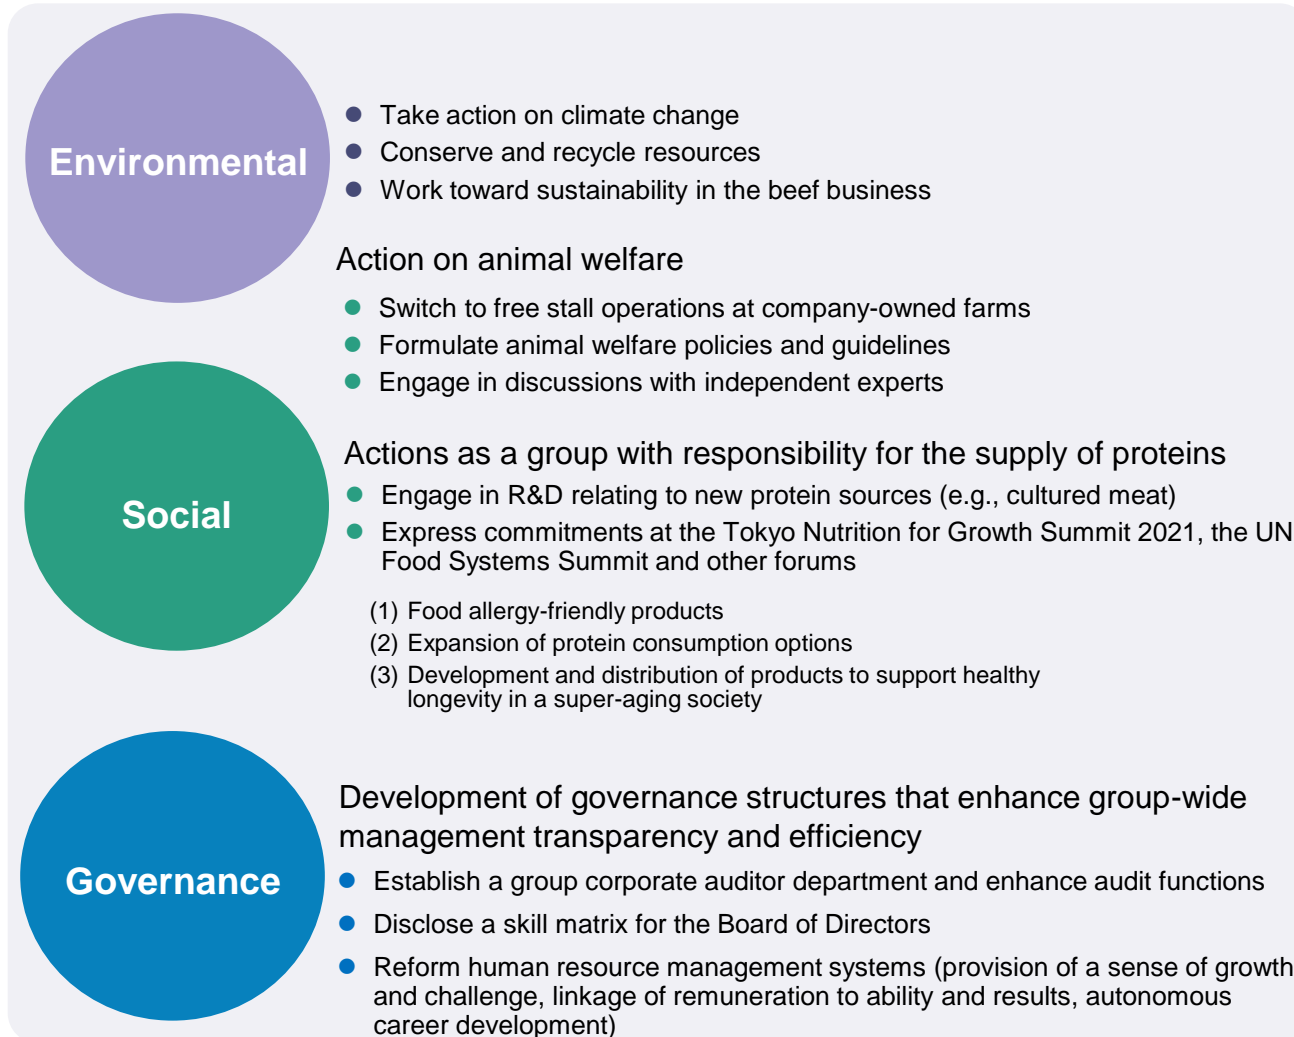 Environmental
● Take action on climate change
● Conserve and recycle resources
● Work toward sustainability in the beef business
Action on animal welfare
● Switch to free stall operations at company-owned farms
● Formulate animal welfare policies and guidelines
● Engage in discussions with independent experts
Social
Actions as a group with responsibility for the supply of proteins
● Engage in R&D relating to new protein sources (e.g., cultured meat)
● Express commitments at the Tokyo Nutrition for Growth Summit 2021, the UN
Food Systems Summit and other forums
(1) Food allergy-friendly products
(2) Expansion of protein consumption options
(3) Development and distribution of products to support healthy
longevity in a super-aging society
Governance
Development of governance structures that enhance group-wide
management transparency and efficiency
● Establish a group corporate auditor department and enhance audit functions
● Disclose a skill matrix for the Board of Directors
● Reform human resource management systems (provision of a sense of growth
and challenge, linkage of remuneration to ability and results, autonomous
career development)